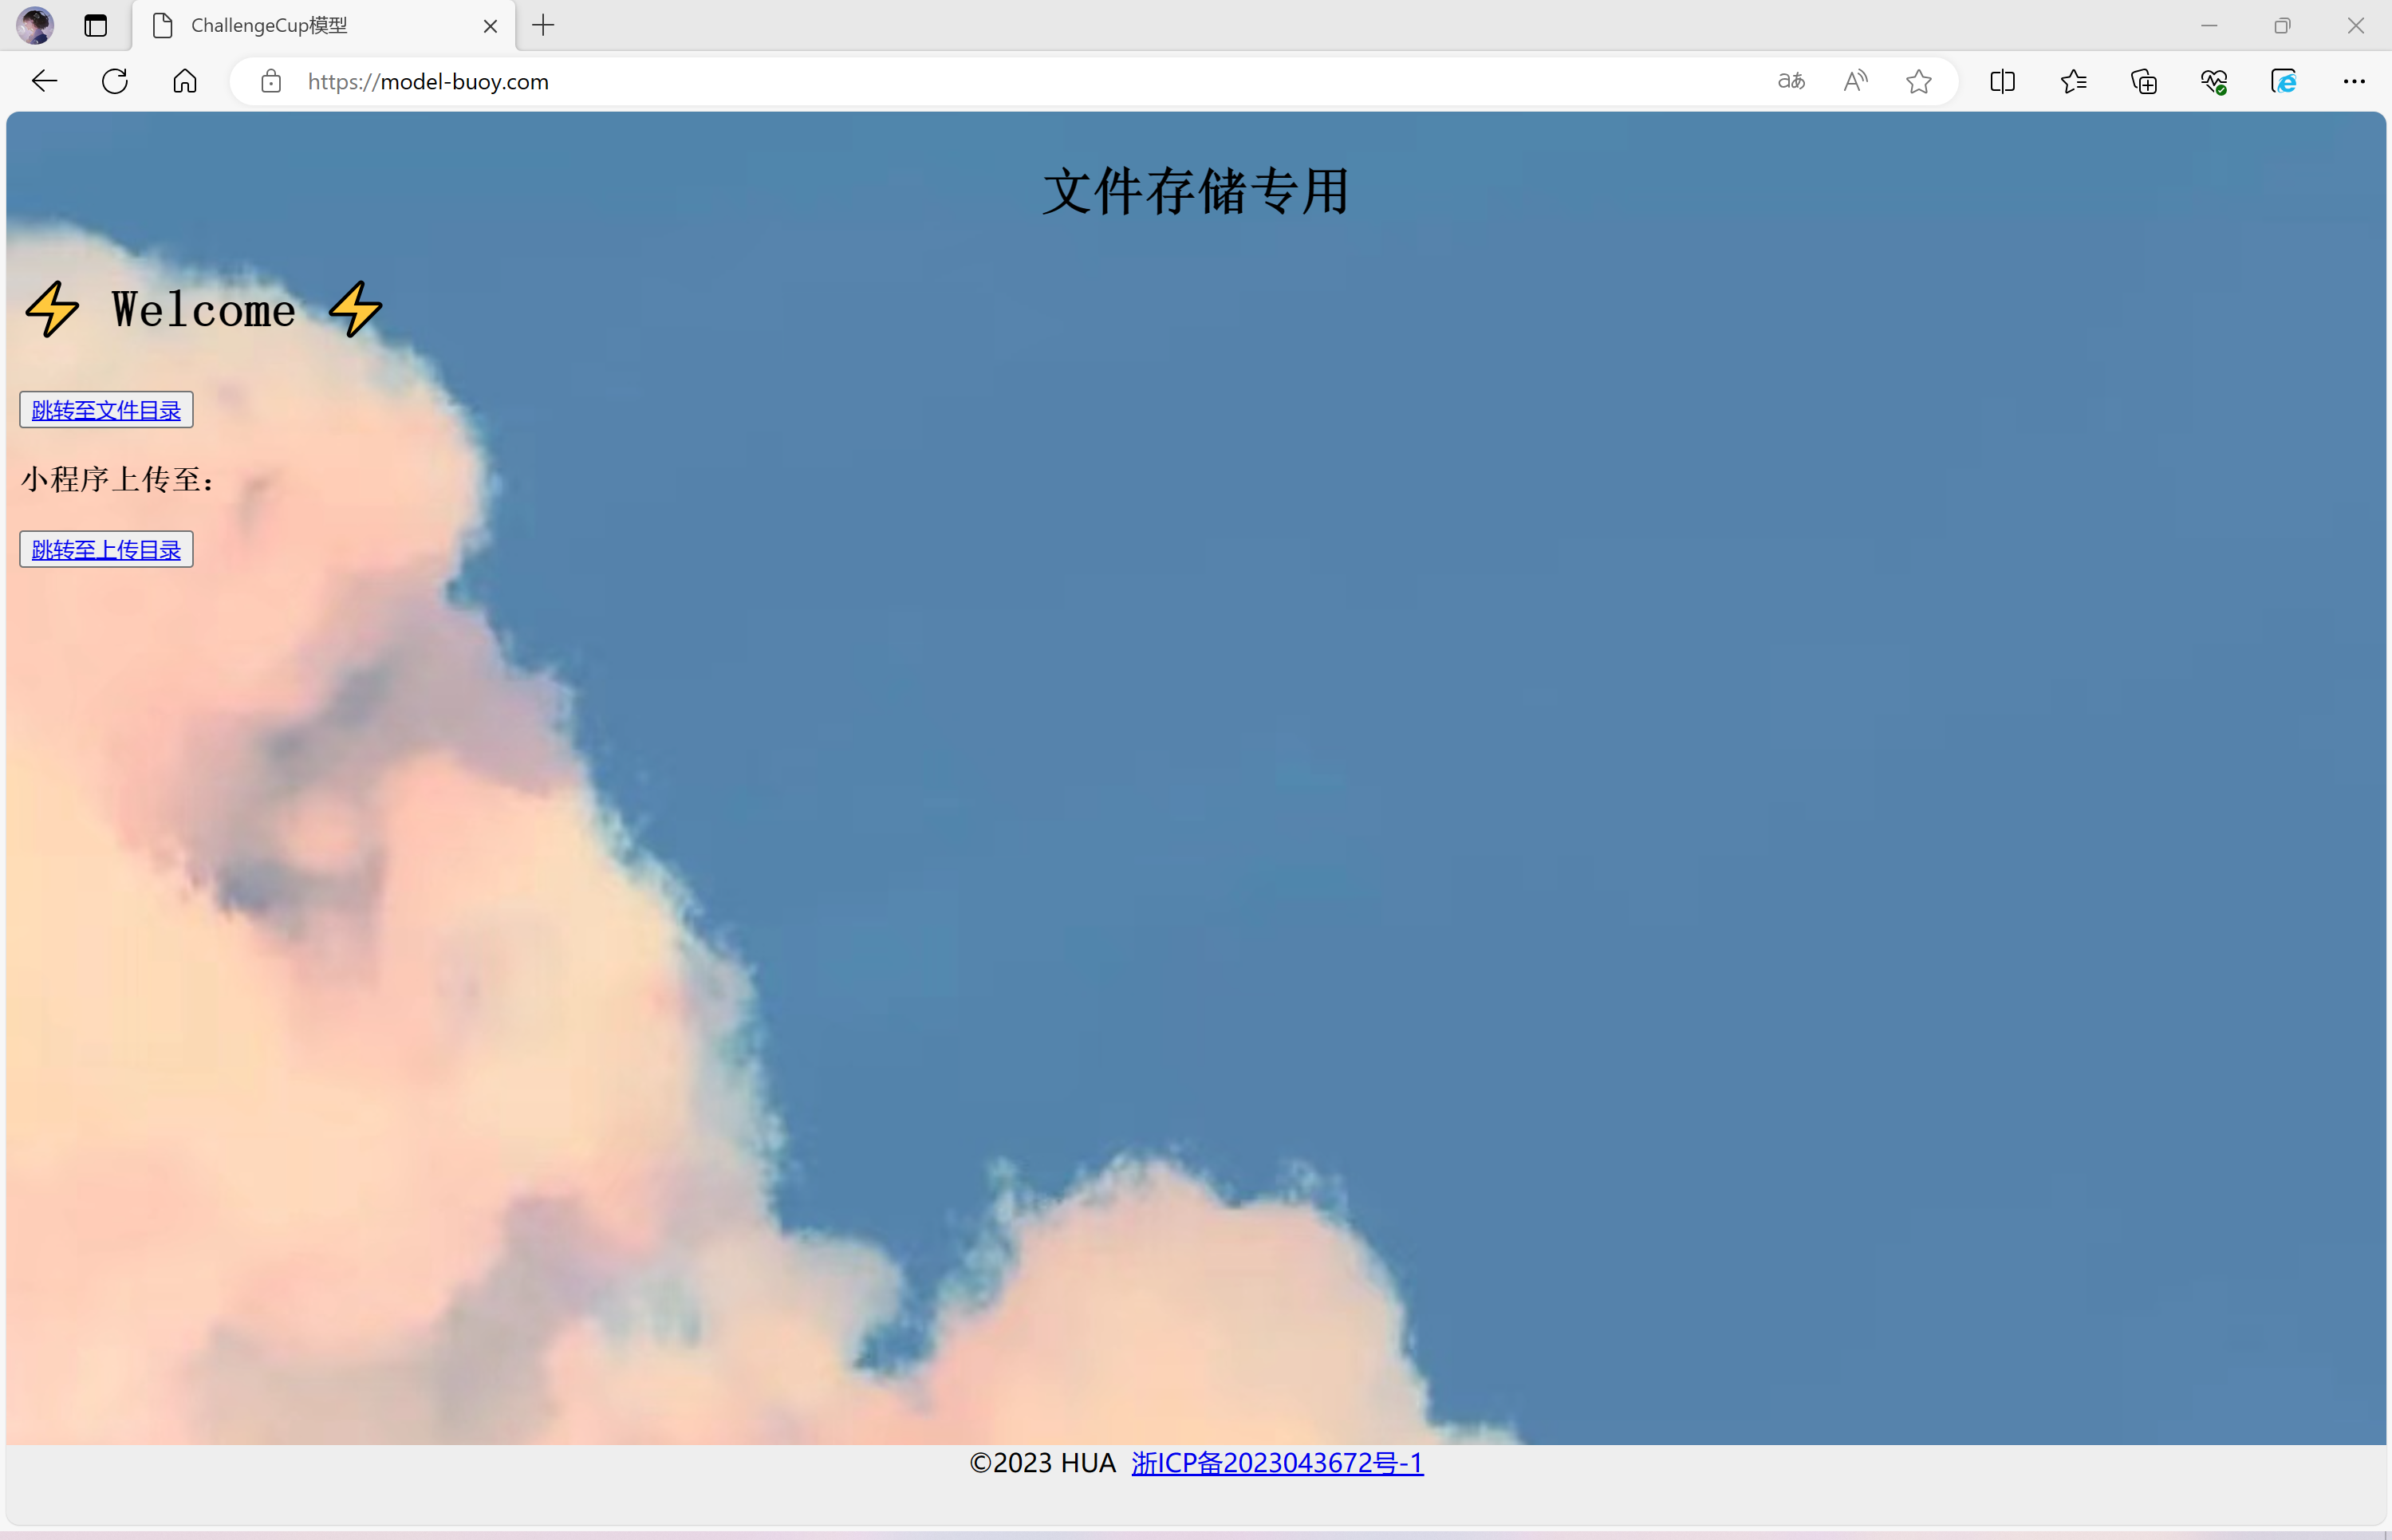 ChallengeCup模型
https://model-buoy.com
文件存储专用
⚡ Welcome ⚡
跳转至文件目录
小程序上传至：
跳转至上传目录
©2023 HUA 浙ICP备2023043672号-1